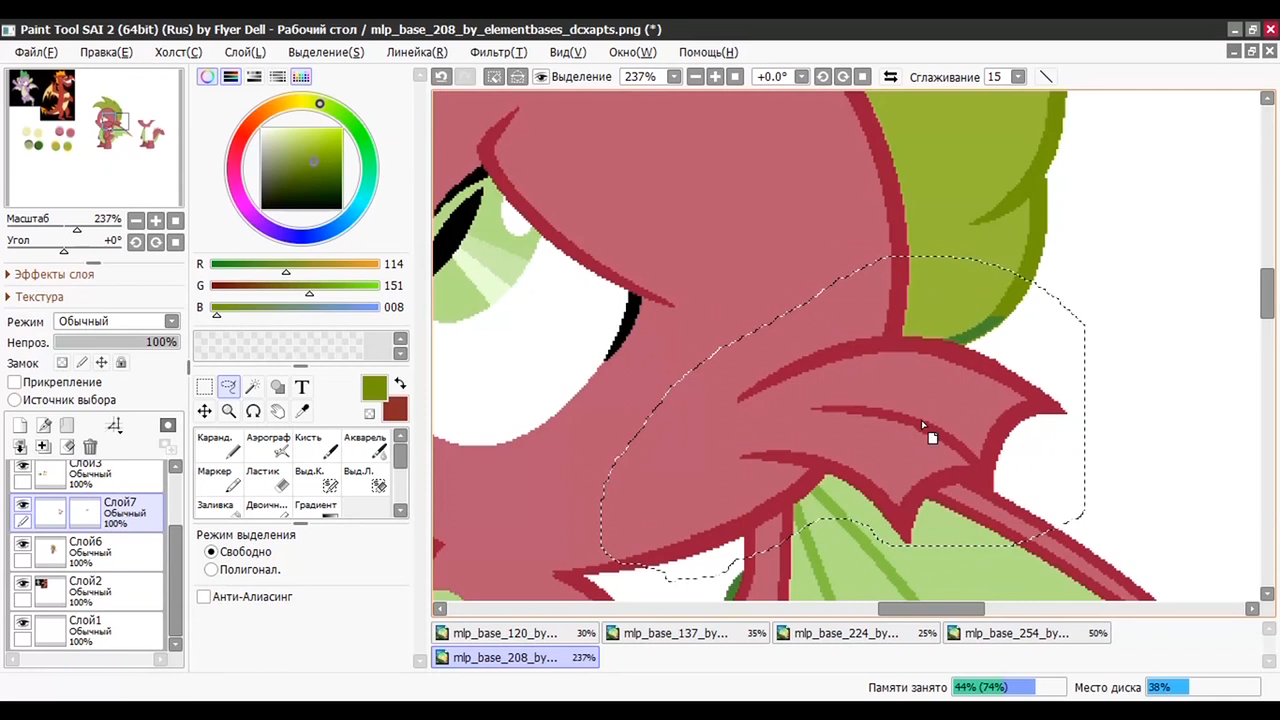 Paint Tool SAI 2 (64bit) (Rus) by Flyer Dell - Рабочий стол / mlp_base_208_by_elementbases_dcxapts.png (*)
Файл(F) Правка(E) Холст(C) Слой(L) Выделение(S) Линейка(R) Фильтр(T) Вид(V) Окно(W) Помощь(H)
Выделение 237% +0.0° Сглаживание 15
Масштаб 237%
Угол +0°
Эффекты слоя
Текстура
Режим Обычный
Непроз. 100%
Замок
Прикрепление
Источник выбора
Слой3
Обычный
100%
Слой7
Обычный
100%
Слой6
Обычный
100%
Слой2
Обычный
100%
Слой1
Обычный
100%
R 114
G 151
B 008
T
Каранд. Аэрограф Кисть Акварель
Маркер Ластик Выд.К. Выд.Л.
Заливка Двоичн... Градиент
Режим выделения
Свободно
Полигонал.
Анти-Алиасинг
mlp_base_120_by... 30% mlp_base_137_by... 35% mlp_base_224_by... 25% mlp_base_254_by... 50%
mlp_base_208_by... 237%
Памяти занято 44% (74%) Место диска 38%